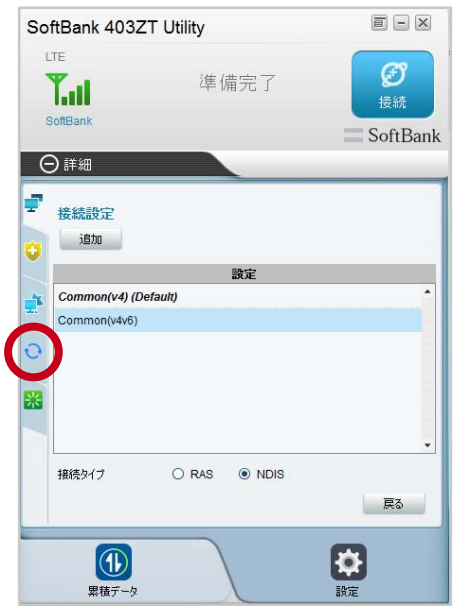 SoftBank 403ZT Utility
LTE
準備完了
接続
SoftBank
SoftBank
詳細
接続設定
追加
設定
Common(v4) (Default)
Common(v4v6)
接続タイプ RAS NDIS
戻る
累積データ
設定